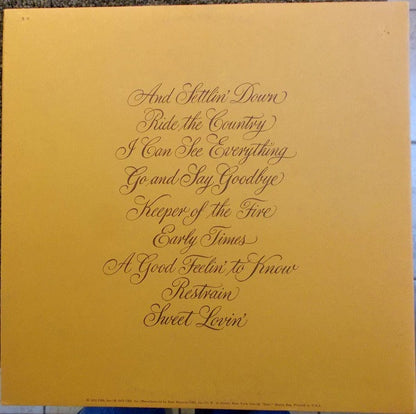 And Settlin' Down
Ride the Country
I Can See Everything
Go and Say Goodbye
Keeper of the Fire
Early Times
A Good Feelin' to Know
Restrain
Sweet Lovin'